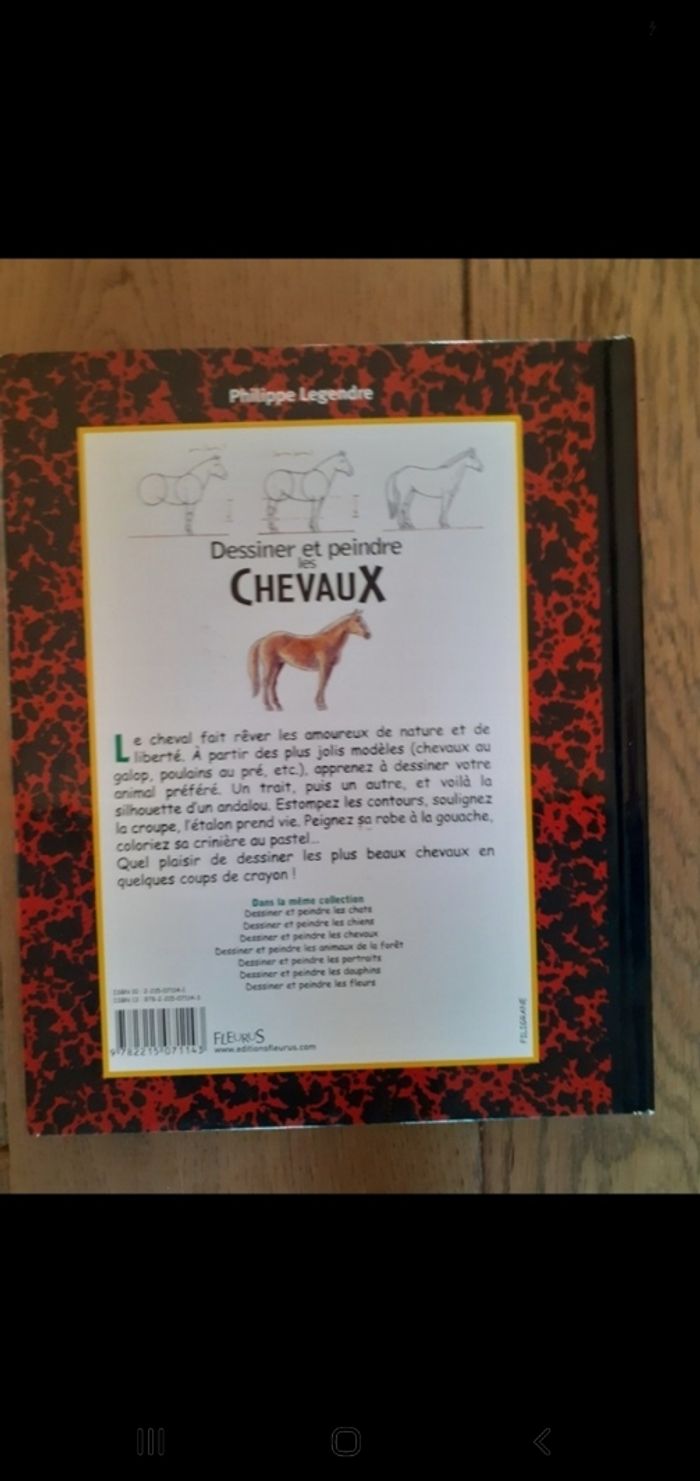 Philippe Legendre
Dessiner et peindre
les
CHEVAUX
Le cheval fait rêver les amoureux de nature et de
liberté. À partir des plus jolis modèles (chevaux au
galop, poulains au pré, etc.), apprenez à dessiner votre
animal préféré. Un trait, puis un autre, et voilà la
silhouette d'un andalou. Estompez les contours, soulignez
la croupe, l'étalon prend vie. Peignez sa robe à la gouache,
coloriez sa crinière au pastel...
Quel plaisir de dessiner les plus beaux chevaux en
quelques coups de crayon !
Dans la même collection
Dessiner et peindre les chats
Dessiner et peindre les chiens
Dessiner et peindre les chevaux
Dessiner et peindre les animaux de la forêt
Dessiner et peindre les portraits
Dessiner et peindre les dauphins
Dessiner et peindre les fleurs
9 782215 071143
FLEURUS
www.editionsfleurus.com
FILIGRANE